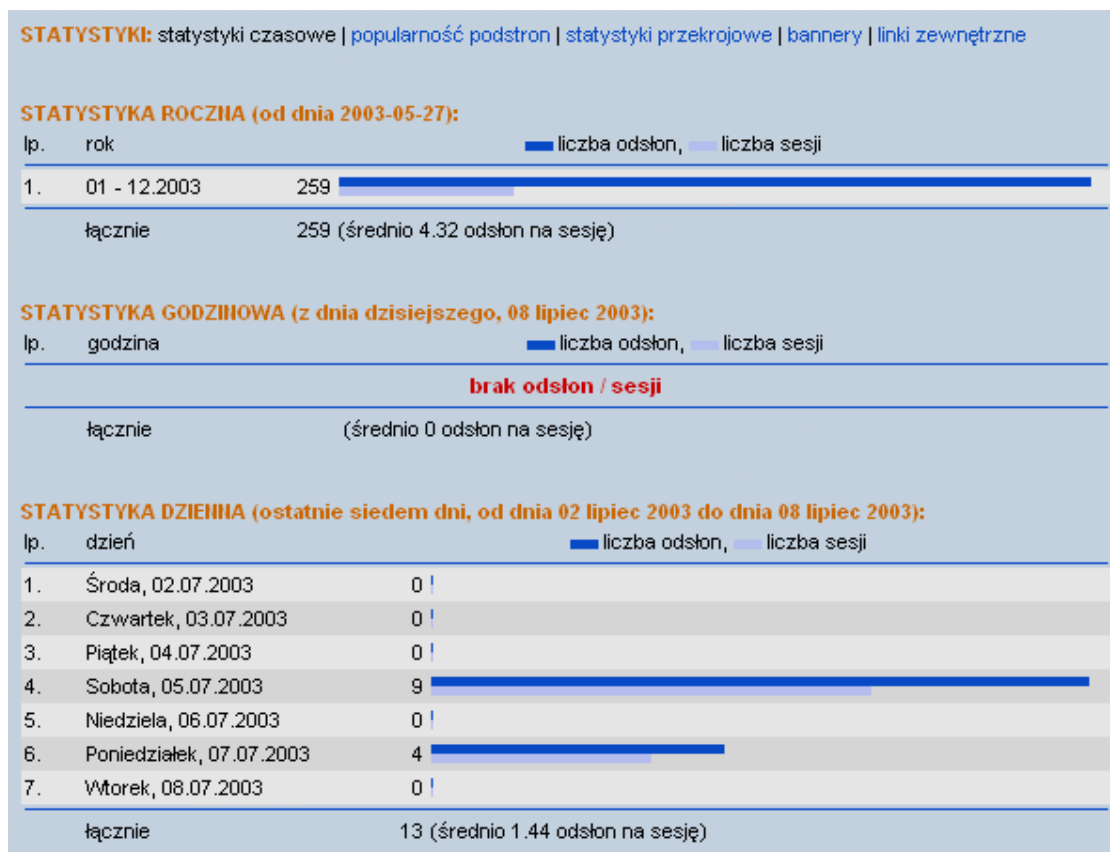 STATYSTYKI: statystyki czasowe | popularność podstron | statystyki przekrojowe | bannery | linki zewnętrzne
STATYSTYKA ROCZNA (od dnia 2003-05-27):
lp. rok liczba odsłon, liczba sesji
1. 01 - 12.2003 259
łącznie 259 (średnio 4.32 odsłon na sesję)
STATYSTYKA GODZINOWA (z dnia dzisiejszego, 08 lipiec 2003):
lp. godzina liczba odsłon, liczba sesji
brak odsłon / sesji
łącznie (średnio 0 odsłon na sesję)
STATYSTYKA DZIENNA (ostatnie siedem dni, od dnia 02 lipiec 2003 do dnia 08 lipiec 2003):
lp. dzień liczba odsłon, liczba sesji
1. Środa, 02.07.2003 0
2. Czwartek, 03.07.2003 0
3. Piątek, 04.07.2003 0
4. Sobota, 05.07.2003 9
5. Niedziela, 06.07.2003 0
6. Poniedziałek, 07.07.2003 4
7. Wtorek, 08.07.2003 0
łącznie 13 (średnio 1.44 odsłon na sesję)